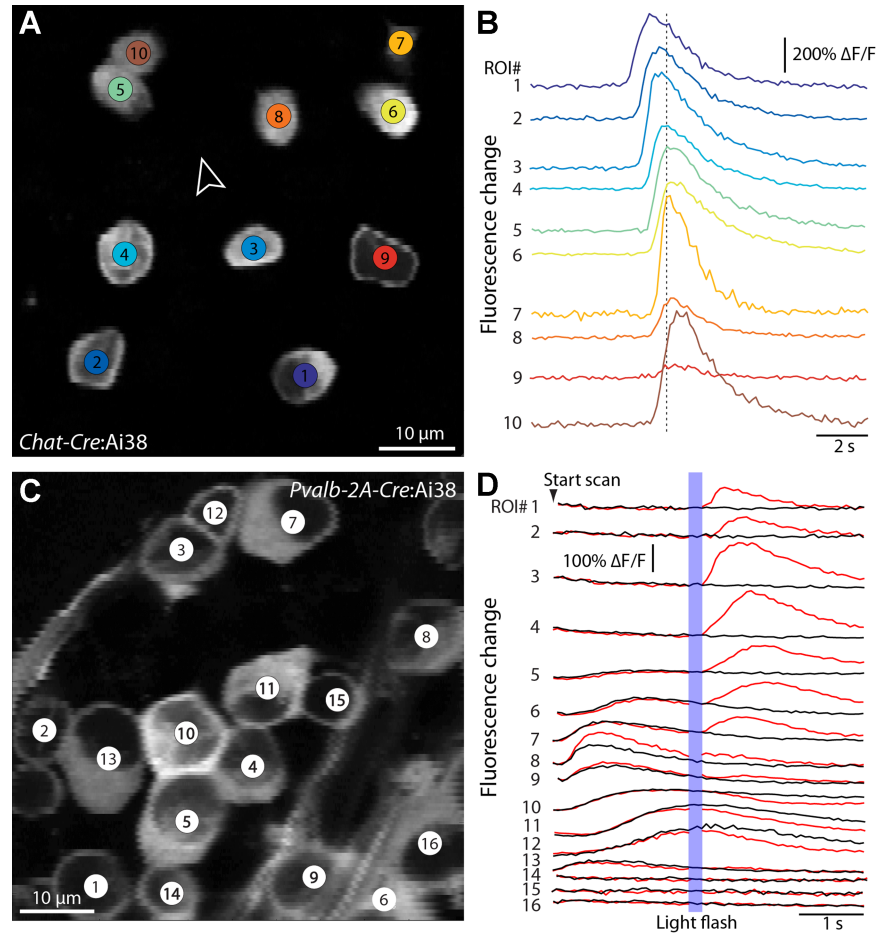 A
10
7
5
8
6
4
3
9
2
1
Chat-Cre:Ai38
10 µm
B
200% ΔF/F
ROI#
1
2
3
4
5
6
7
8
9
10
Fluorescence change
2 s
C
Pvalb-2A-Cre:Ai38
12
7
3
8
11
15
2
10
13
4
5
16
9
1
14
6
10 µm
D
Start scan
ROI# 1
2
100% ΔF/F
3
4
5
6
7
8
9
10
11
12
13
14
15
16
Fluorescence change
Light flash
1 s